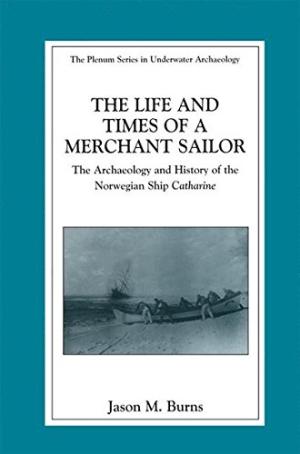 The Plenum Series in Underwater Archaeology
THE LIFE AND
TIMES OF A
MERCHANT SAILOR
The Archaeology and History of the
Norwegian Ship Catharine
Jason M. Burns